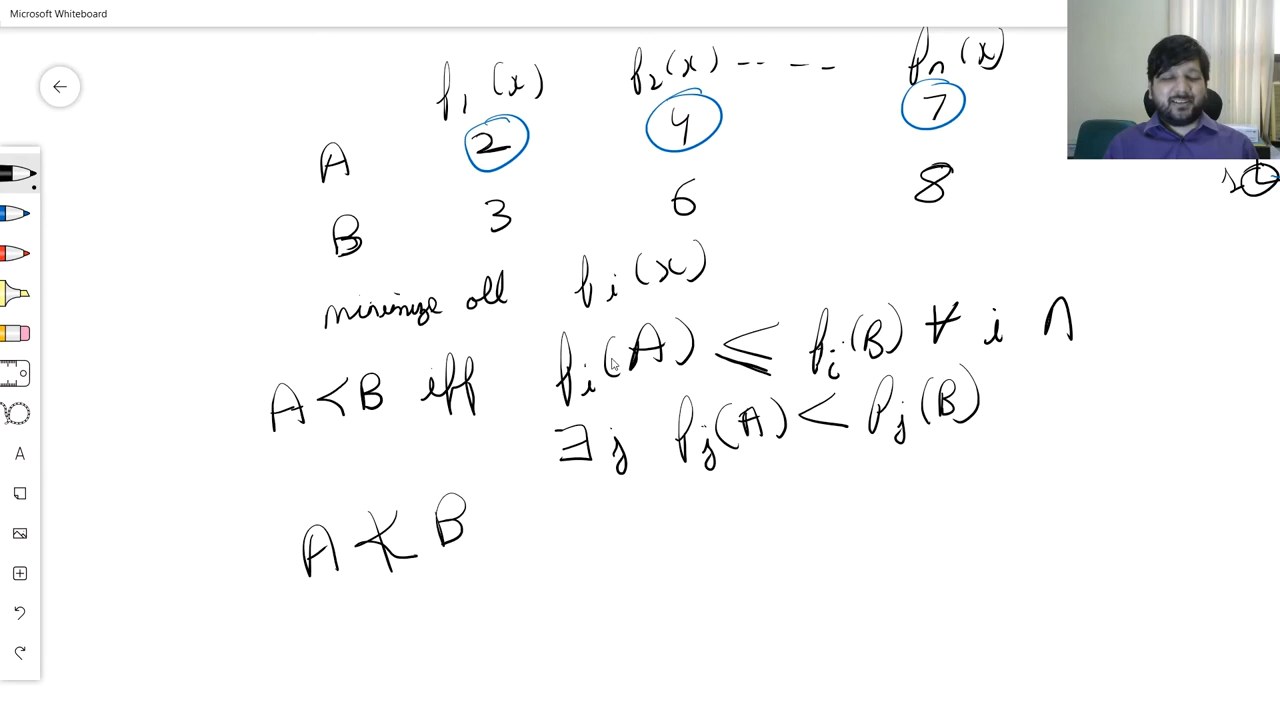 Microsoft Whiteboard
f₁(x) f₂(x) -- -- -- fₙ(x)
A 2 4 7
B 3 6 8
minimize all fᵢ(x)
A ≺ B iff fᵢ(A) ≤ fᵢ(B) ∀ i ∧
∃ j fⱼ(A) < fⱼ(B)
A ⊀ B
A